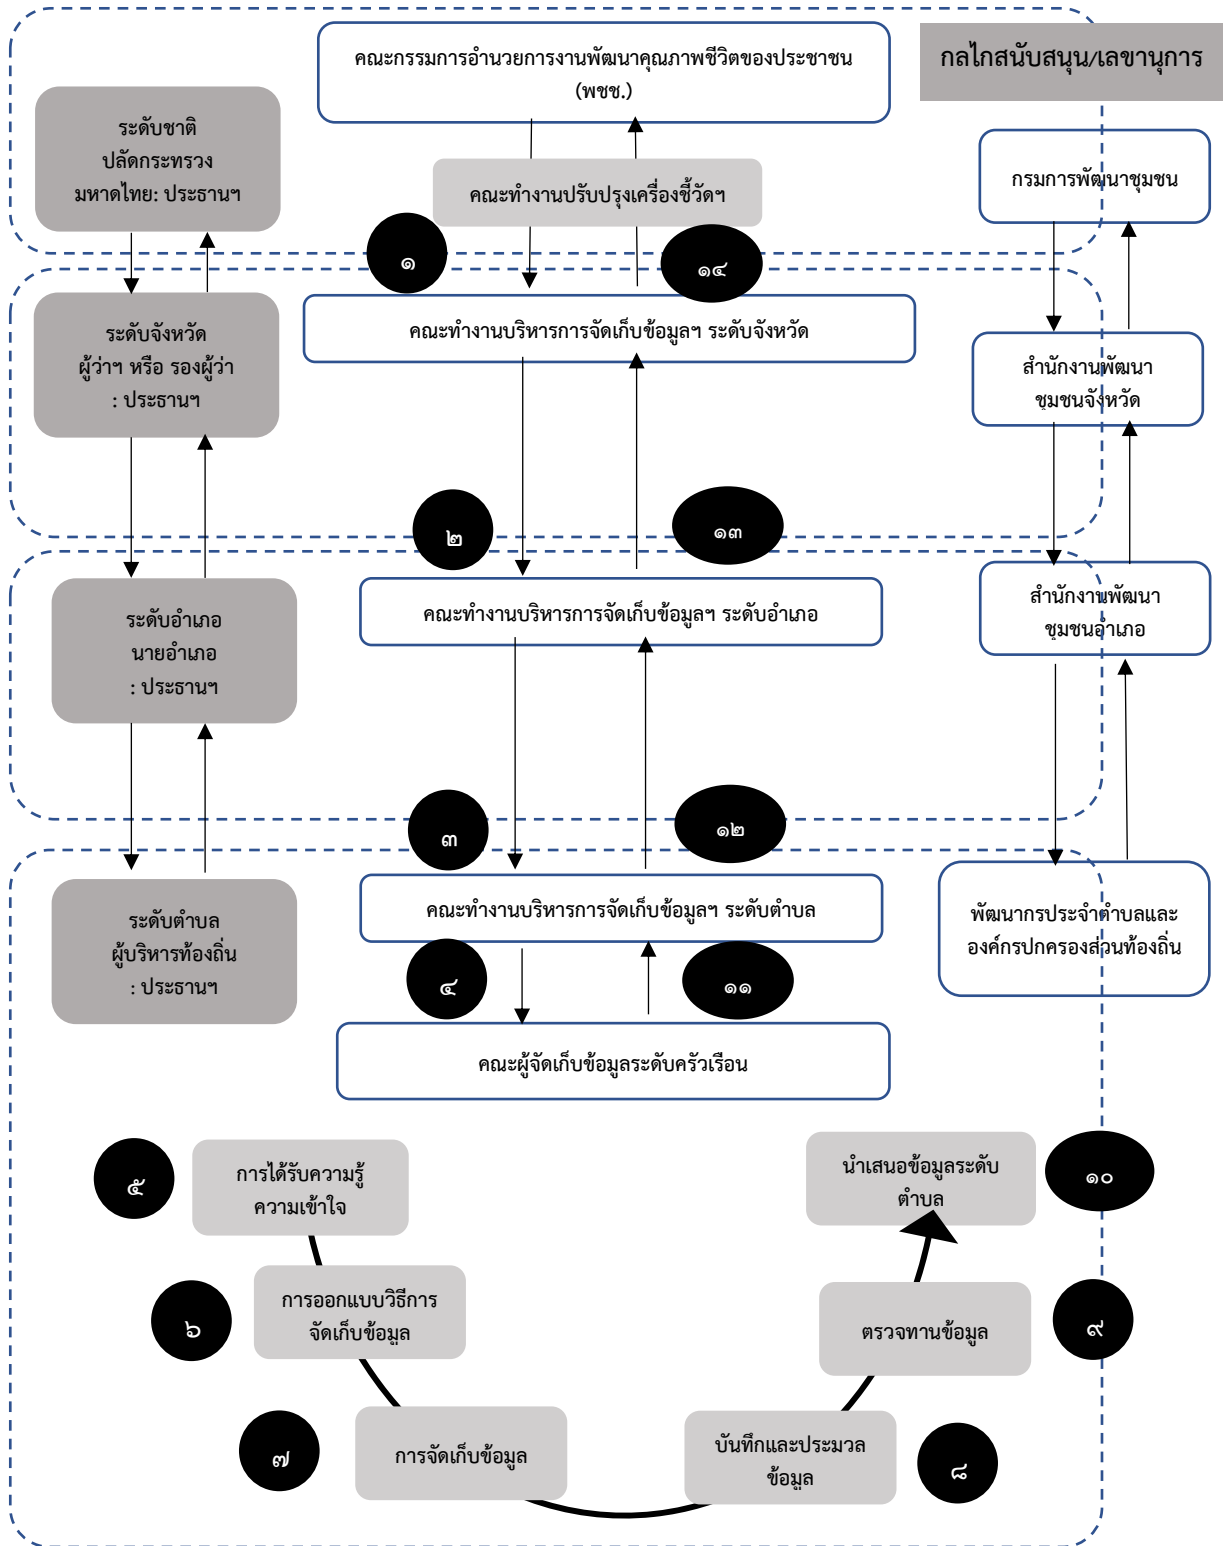 คณะกรรมการอำนวยการงานพัฒนาคุณภาพชีวิตของประชาชน
(พชช.)
กลไกสนับสนุน/เลขานุการ
ระดับชาติ
ปลัดกระทรวง
มหาดไทย: ประธานฯ
คณะทำงานปรับปรุงเครื่องชี้วัดฯ
กรมการพัฒนาชุมชน
๑
๑๔
ระดับจังหวัด
ผู้ว่าฯ หรือ รองผู้ว่า
: ประธานฯ
คณะทำงานบริหารการจัดเก็บข้อมูลฯ ระดับจังหวัด
สำนักงานพัฒนา
ชุมชนจังหวัด
๒
๑๓
ระดับอำเภอ
นายอำเภอ
: ประธานฯ
คณะทำงานบริหารการจัดเก็บข้อมูลฯ ระดับอำเภอ
สำนักงานพัฒนา
ชุมชนอำเภอ
๓
๑๒
ระดับตำบล
ผู้บริหารท้องถิ่น
: ประธานฯ
คณะทำงานบริหารการจัดเก็บข้อมูลฯ ระดับตำบล
พัฒนากรประจำตำบลและ
องค์กรปกครองส่วนท้องถิ่น
๔
๑๑
คณะผู้จัดเก็บข้อมูลระดับครัวเรือน
๕
การได้รับความรู้
ความเข้าใจ
นำเสนอข้อมูลระดับ
ตำบล
๑๐
๖
การออกแบบวิธีการ
จัดเก็บข้อมูล
ตรวจทานข้อมูล
๙
๗
การจัดเก็บข้อมูล
บันทึกและประมวล
ข้อมูล
๘